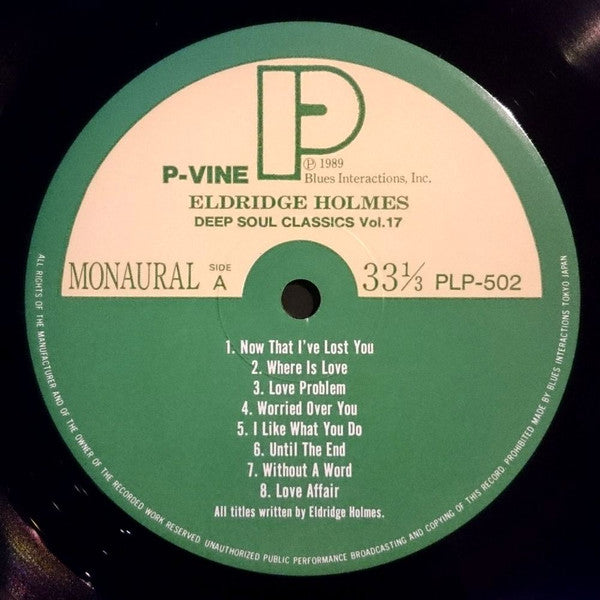 P
P-VINE
℗ 1989
Blues Interactions, Inc.
ELDRIDGE HOLMES
DEEP SOUL CLASSICS Vol.17
MONAURAL SIDE A 33⅓ PLP-502
1. Now That I've Lost You
2. Where Is Love
3. Love Problem
4. Worried Over You
5. I Like What You Do
6. Until The End
7. Without A Word
8. Love Affair
All titles written by Eldridge Holmes.
ALL RIGHTS OF THE MANUFACTURER AND OF THE OWNER OF THE RECORDED WORK RESERVED. UNAUTHORIZED PUBLIC PERFORMANCE BROADCASTING AND COPYING OF THIS RECORD, PROHIBITED MADE BY BLUES INTERACTIONS TOKYO JAPAN